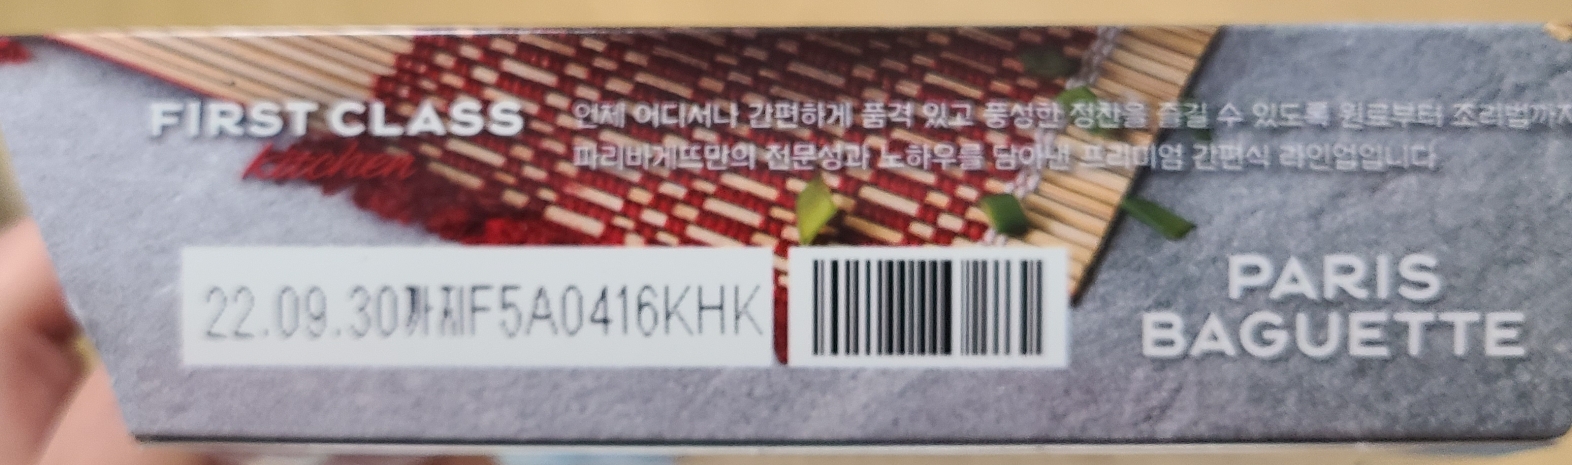 FIRST CLASS
kitchen
언제 어디서나 간편하게 품격 있고 풍성한 정찬을 즐길 수 있도록 원료부터 조리법까지
파리바게뜨만의 전문성과 노하우를 담아낸 프리미엄 간편식 라인업입니다.
22.09.30까지F5A0416KHK
PARIS
BAGUETTE